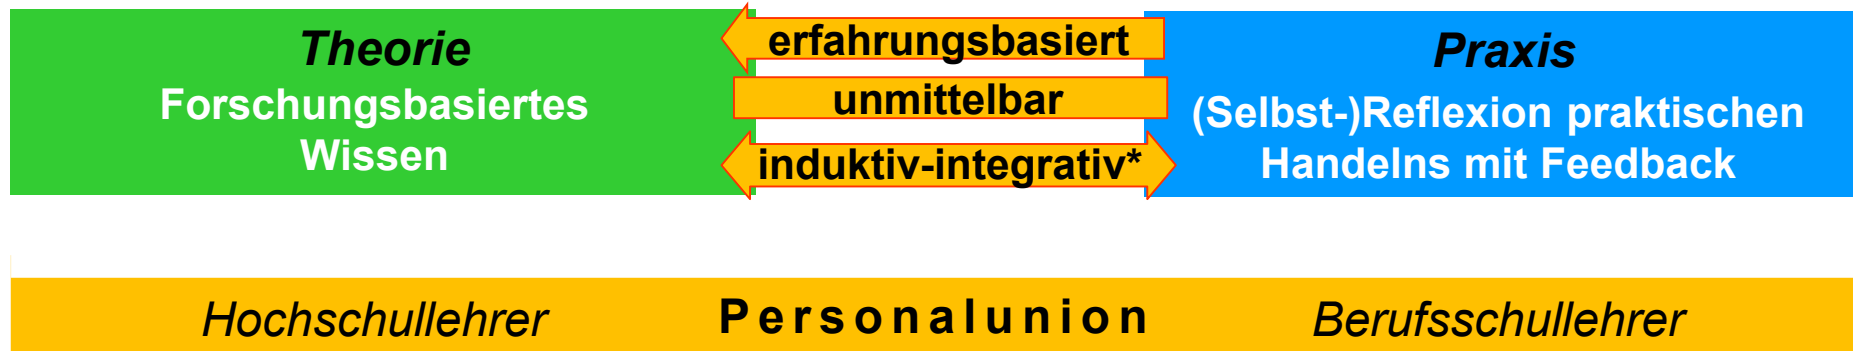 Theorie
Forschungsbasiertes
Wissen
erfahrungsbasiert
unmittelbar
induktiv-integrativ*
Praxis
(Selbst-)Reflexion praktischen
Handelns mit Feedback
Hochschullehrer Personalunion Berufsschullehrer